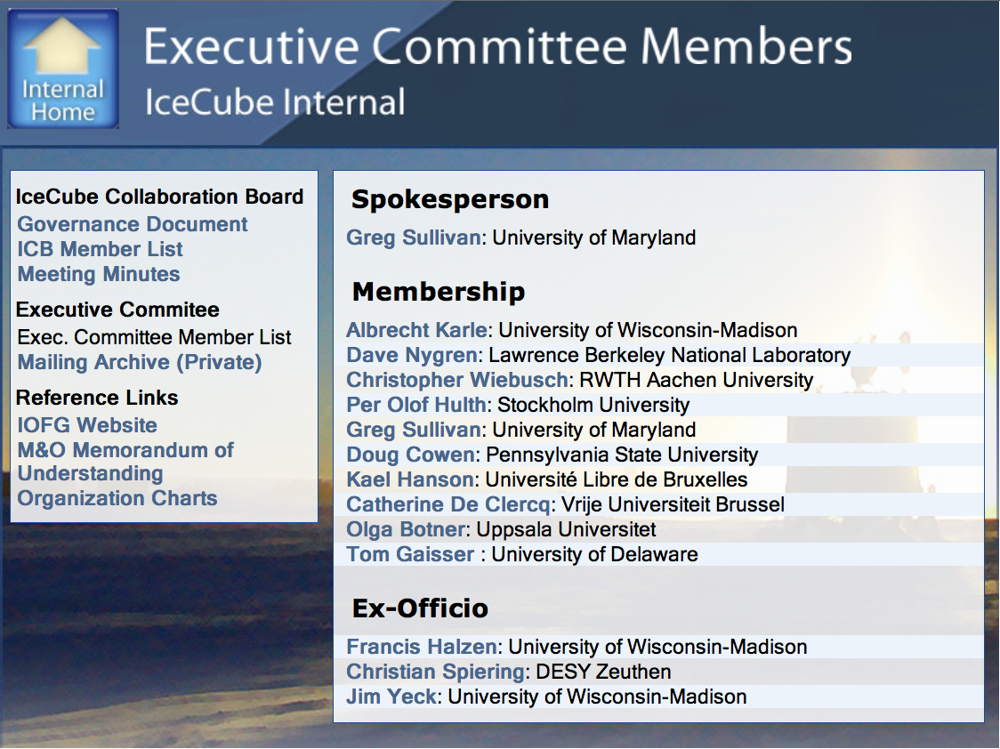 Internal
Home
Executive Committee Members
IceCube Internal
IceCube Collaboration Board
Governance Document
ICB Member List
Meeting Minutes
Executive Commitee
Exec. Committee Member List
Mailing Archive (Private)
Reference Links
IOFG Website
M&O Memorandum of
Understanding
Organization Charts
Spokesperson
Greg Sullivan: University of Maryland
Membership
Albrecht Karle: University of Wisconsin-Madison
Dave Nygren: Lawrence Berkeley National Laboratory
Christopher Wiebusch: RWTH Aachen University
Per Olof Hulth: Stockholm University
Greg Sullivan: University of Maryland
Doug Cowen: Pennsylvania State University
Kael Hanson: Université Libre de Bruxelles
Catherine De Clercq: Vrije Universiteit Brussel
Olga Botner: Uppsala Universitet
Tom Gaisser : University of Delaware
Ex-Officio
Francis Halzen: University of Wisconsin-Madison
Christian Spiering: DESY Zeuthen
Jim Yeck: University of Wisconsin-Madison